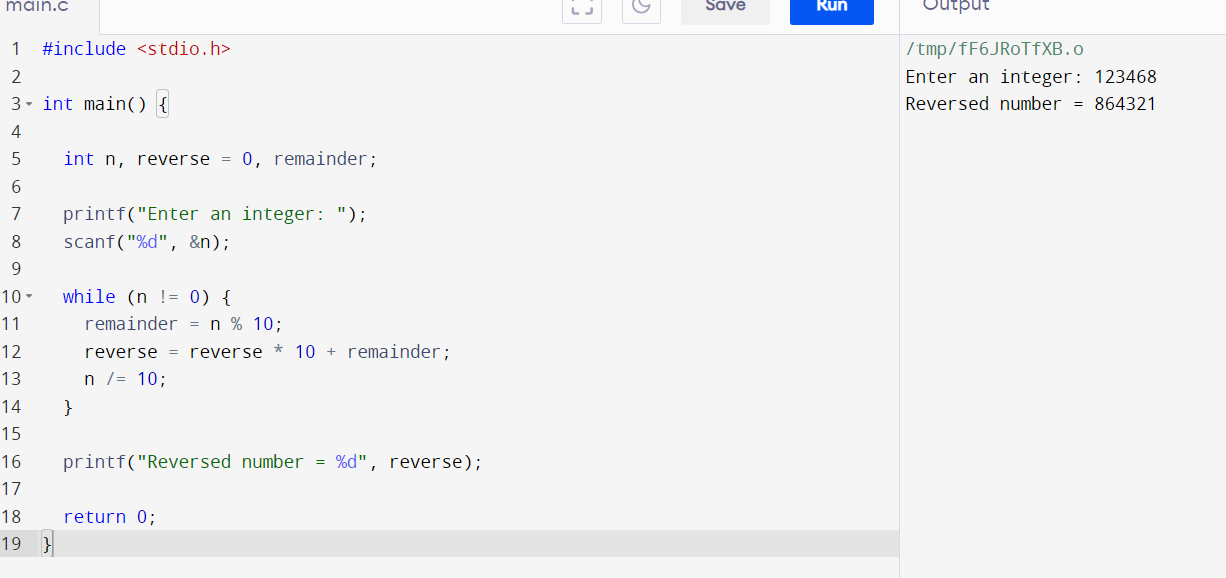 main.c
Save
Run
Output
1 #include <stdio.h>
2
3 int main() {
4
5   int n, reverse = 0, remainder;
6
7   printf("Enter an integer: ");
8   scanf("%d", &n);
9
10   while (n != 0) {
11     remainder = n % 10;
12     reverse = reverse * 10 + remainder;
13     n /= 10;
14   }
15
16   printf("Reversed number = %d", reverse);
17
18   return 0;
19 }
/tmp/fF6JRoTfXB.o
Enter an integer: 123468
Reversed number = 864321